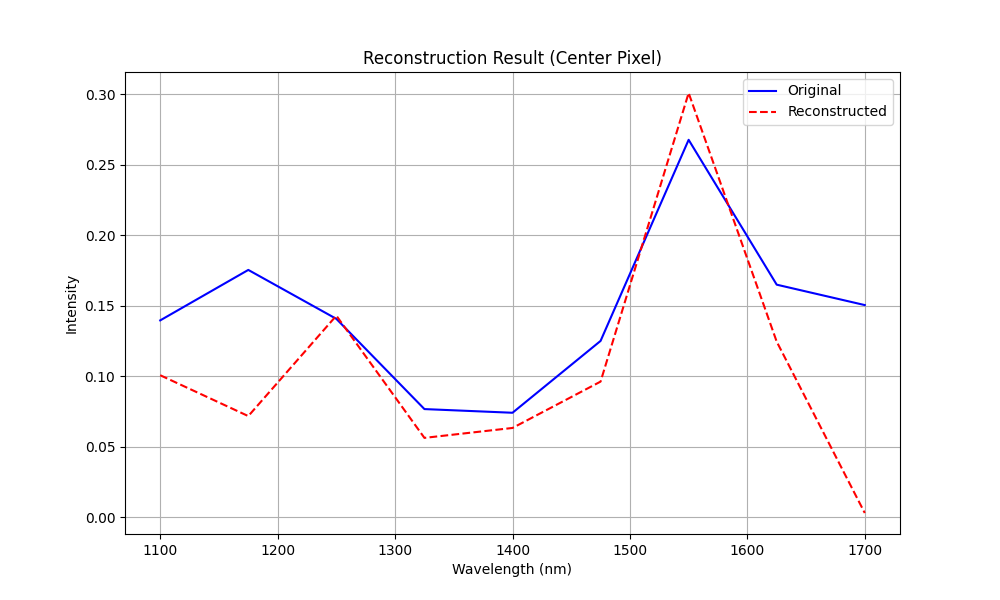 Reconstruction Result (Center Pixel)
Original
Reconstructed
0.30
0.25
0.20
0.15
0.10
0.05
0.00
Intensity
1100 1200 1300 1400 1500 1600 1700
Wavelength (nm)